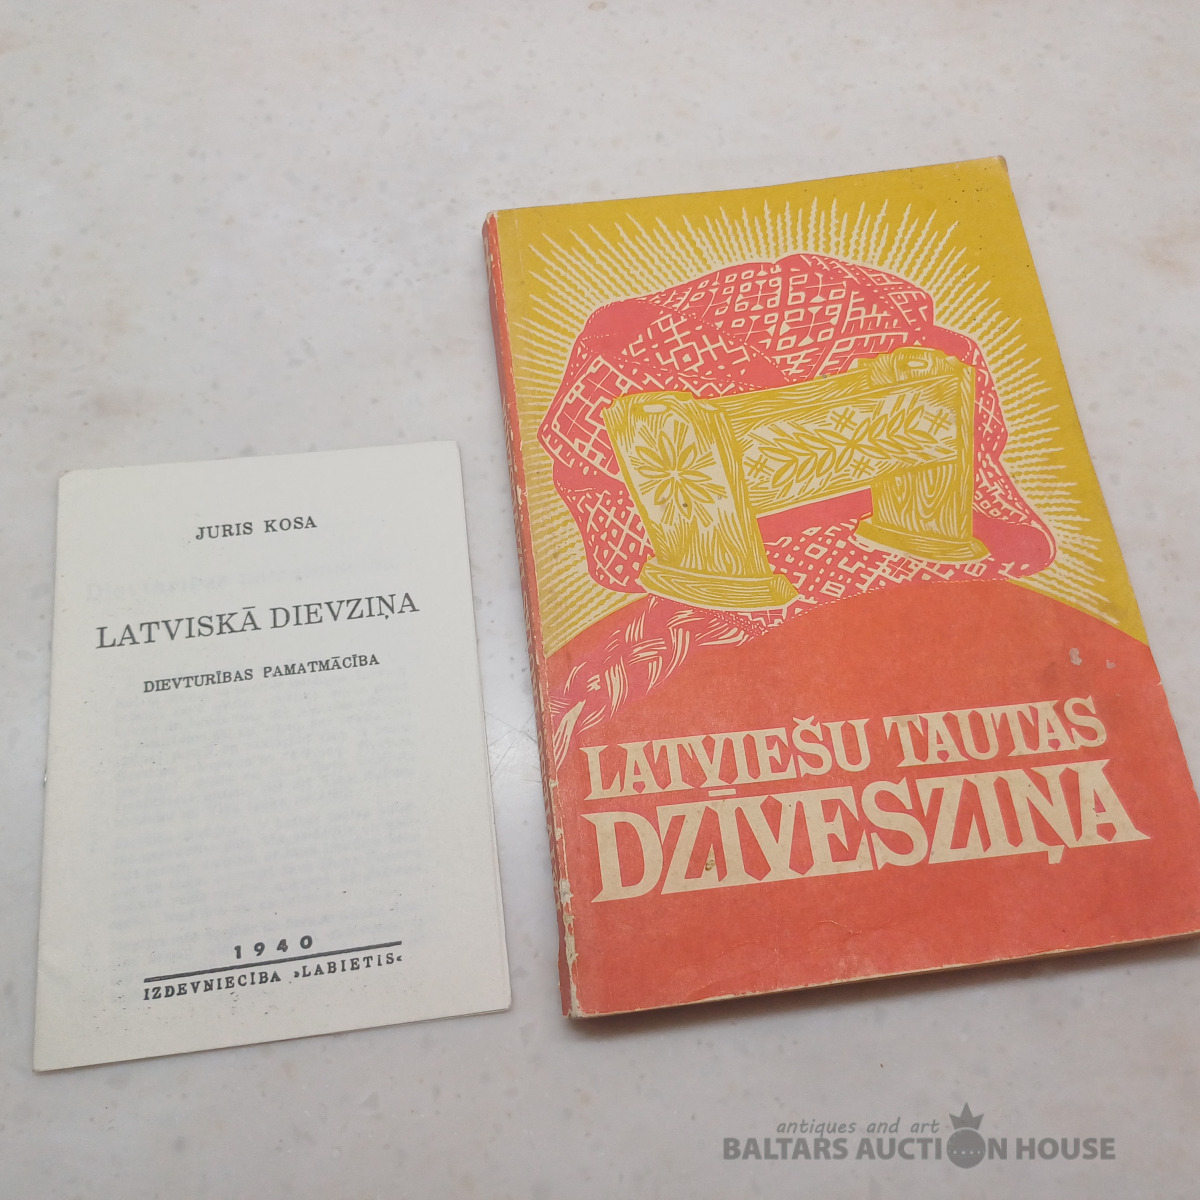 JURIS KOSA
LATVISKĀ DIEVZIŅA
DIEVTURĪBAS PAMATMĀCĪBA
1940
IZDEVNIECĪBA »LABIETIS«
LATVIEŠU TAUTAS
DZĪVESZIŅA
antiques and art
BALTARS AUCTION HOUSE